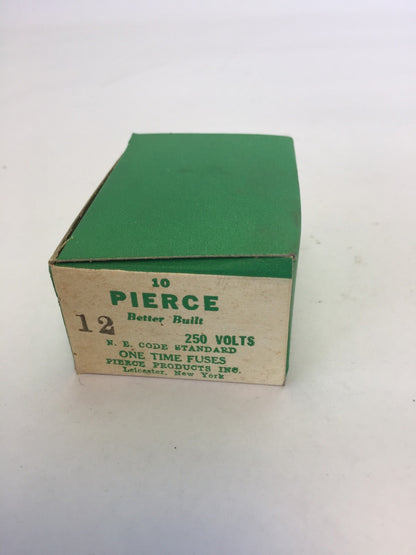 10
PIERCE
Better Built
12
250 VOLTS
N. E. CODE STANDARD
ONE TIME FUSES
PIERCE PRODUCTS INC.
Leicester, New York